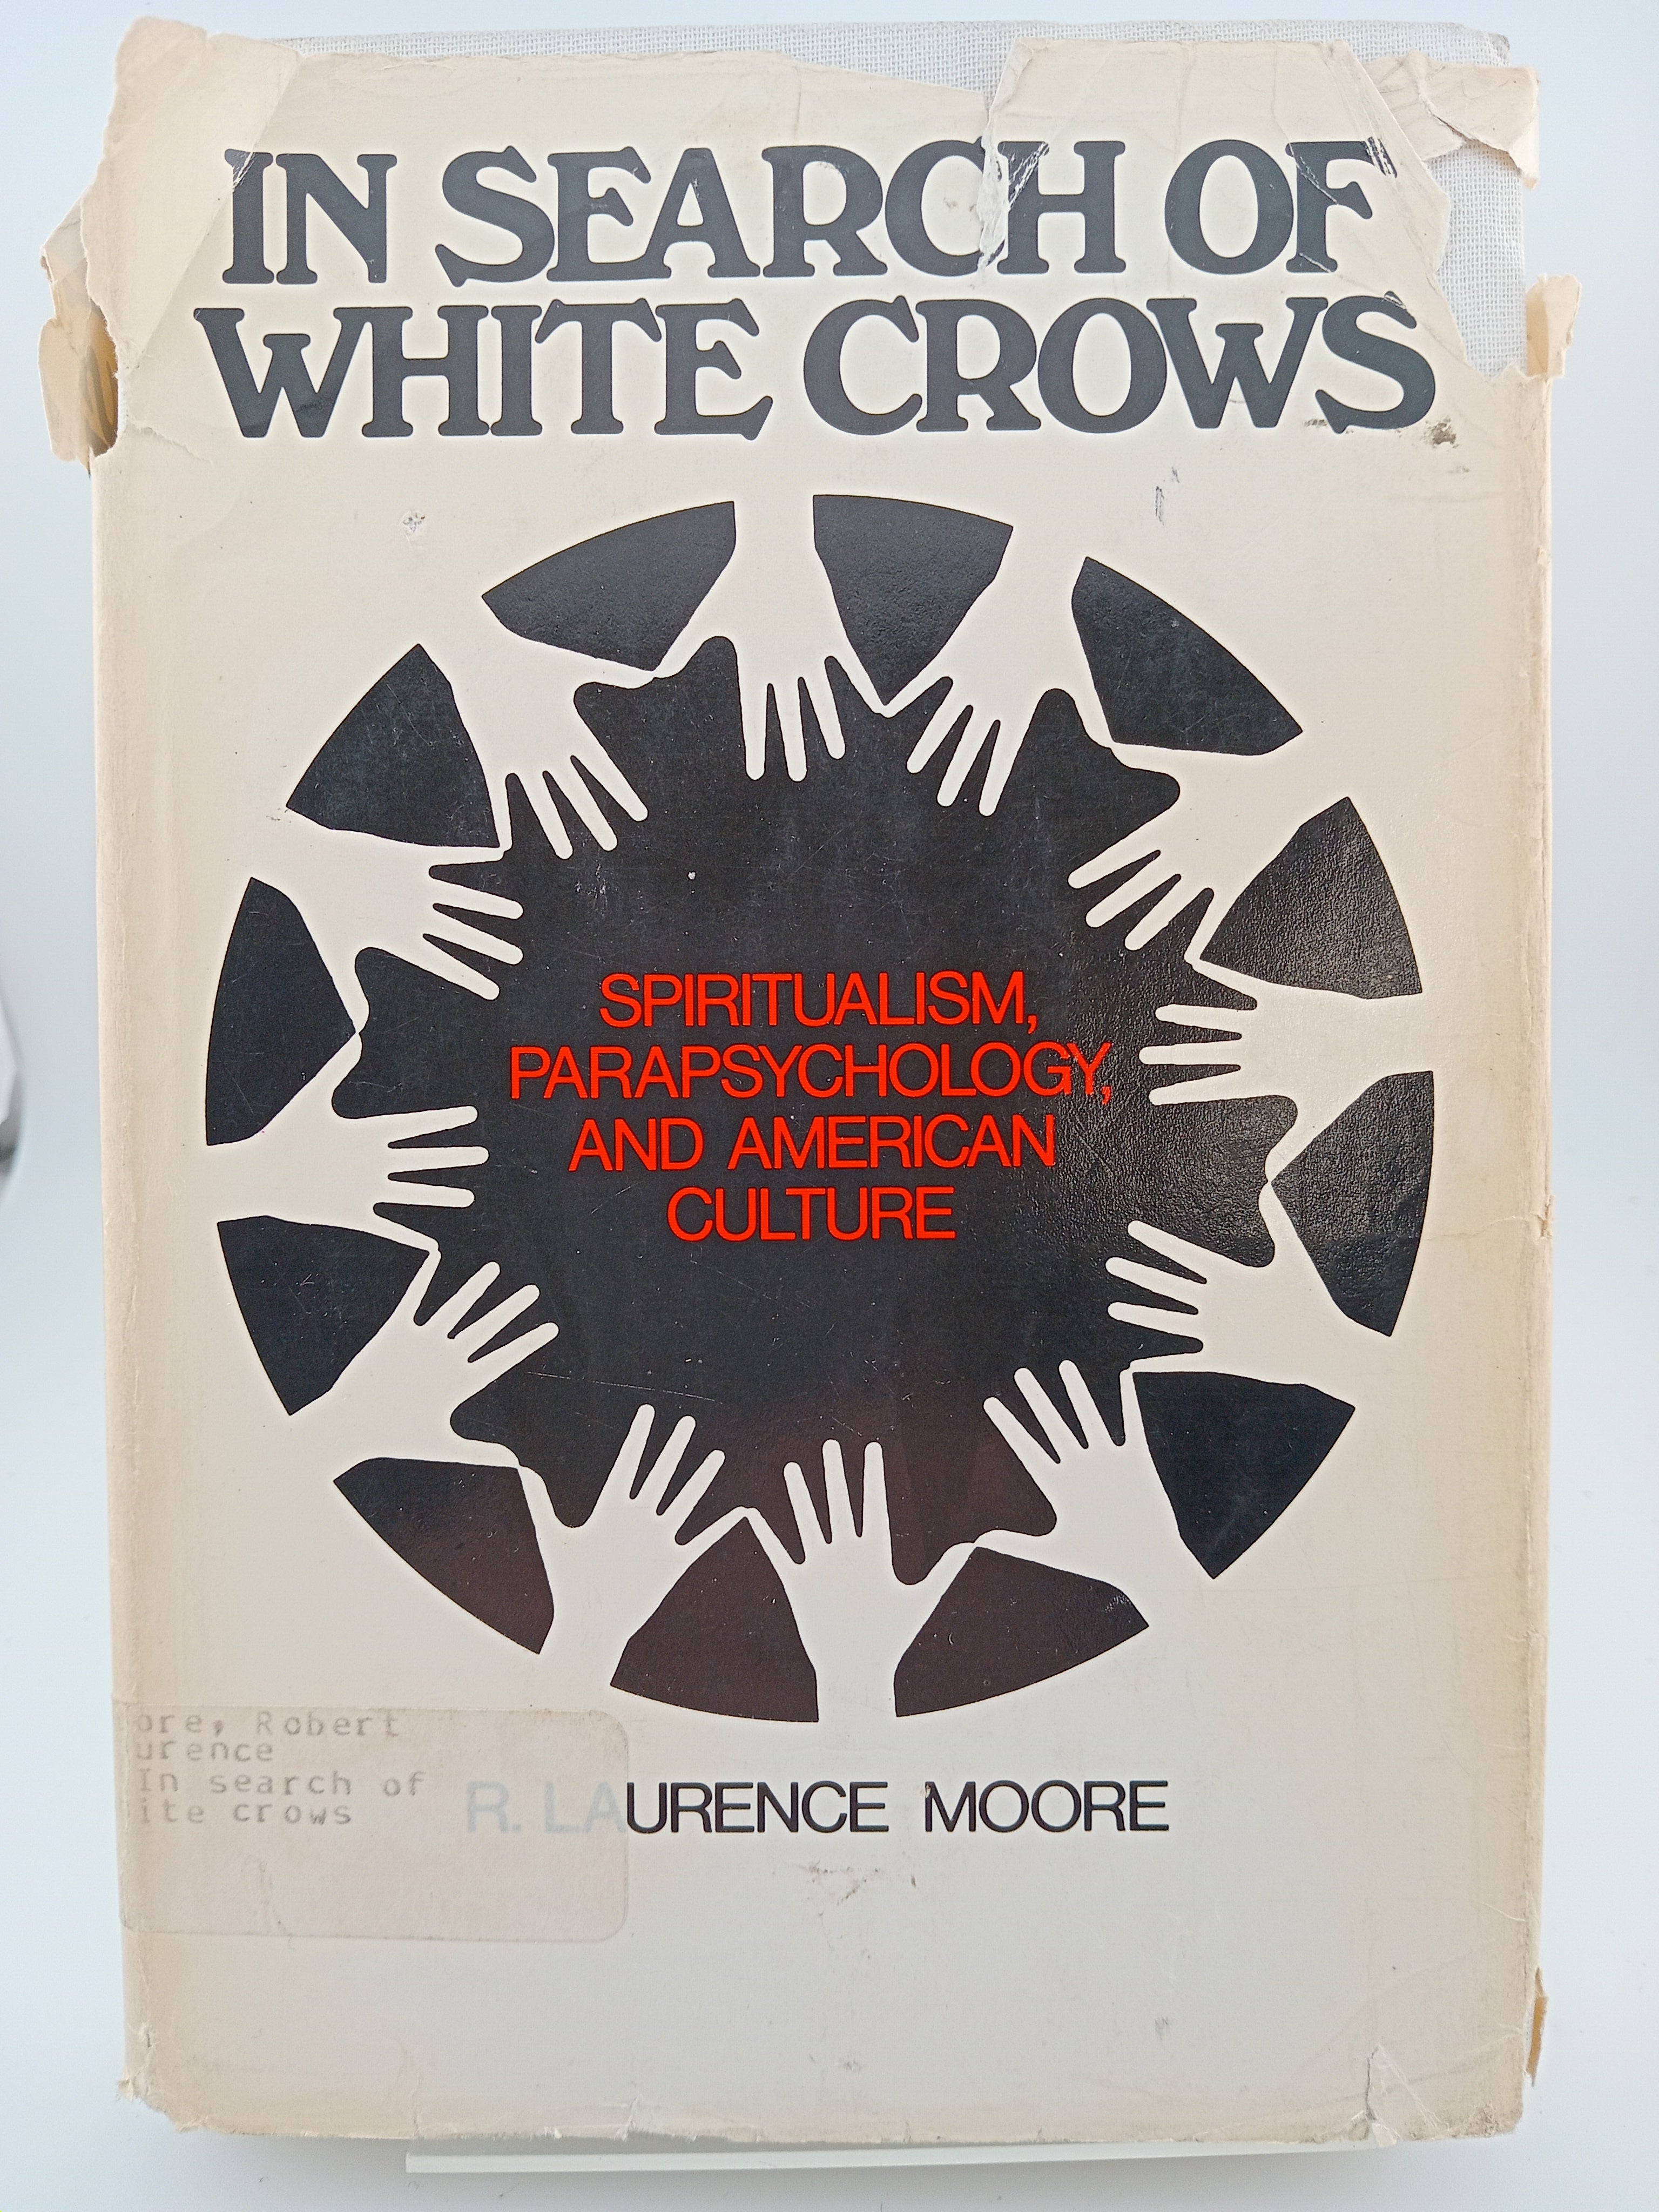 IN SEARCH OF
WHITE CROWS
SPIRITUALISM,
PARAPSYCHOLOGY,
AND AMERICAN
CULTURE
ore, Robert
urence
In search of
ite crows
R. LAURENCE MOORE